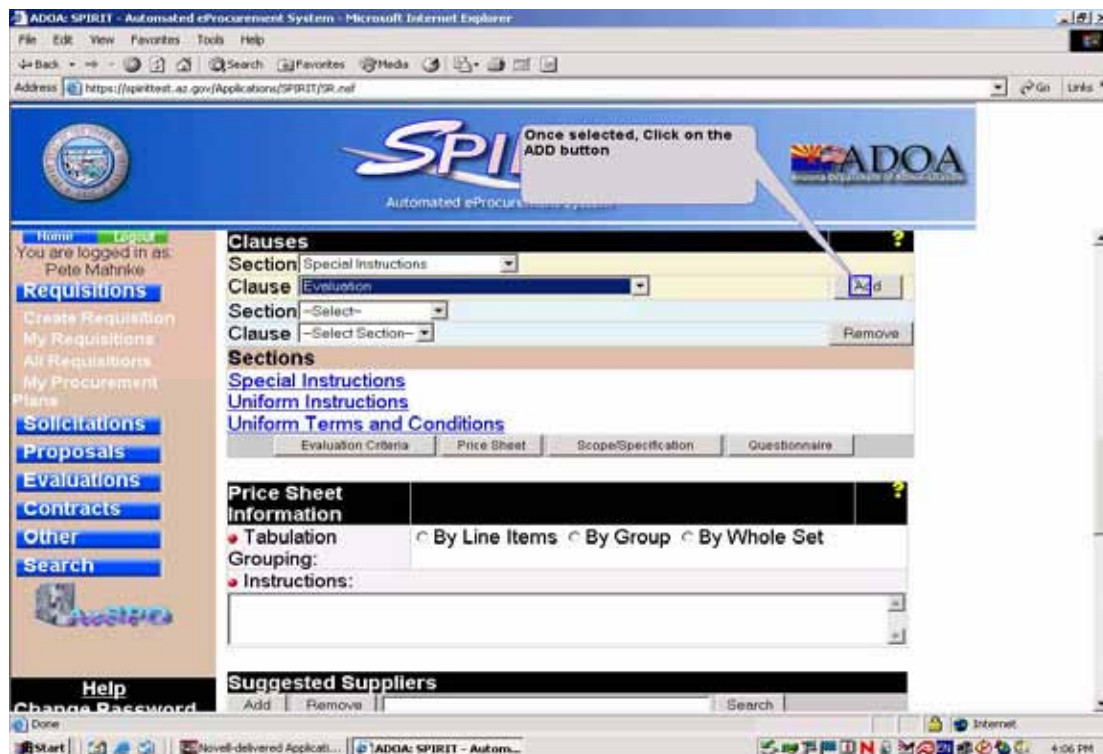 ADOA: SPIRIT - Automated eProcurement System - Microsoft Internet Explorer
File Edit View Favorites Tools Help
Back Search Favorites Media
Address https://spirittest.az.gov/Applications/SPIRIT/SR.nsf Go Links
SPI
Automated eProcur
Once selected, Click on the
ADD button
ADOA
Home Logout
You are logged in as:
Pete Mahnke
Requisitions
Create Requisition
My Requisitions
All Requisitions
My Procurement
Plans
Solicitations
Proposals
Evaluations
Contracts
Other
Search
Help
Change Password
Clauses ?
Section Special Instructions
Clause Evaluation Add
Section -Select-
Clause -Select Section- Remove
Sections
Special Instructions
Uniform Instructions
Uniform Terms and Conditions
Evaluation Criteria Price Sheet Scope/Specification Questionnaire
Price Sheet ?
Information
Tabulation By Line Items By Group By Whole Set
Grouping:
Instructions:
Suggested Suppliers
Add Remove Search
Done Internet
Start Novell-delivered Applicati... ADOA: SPIRIT - Autom... 4:06 PM